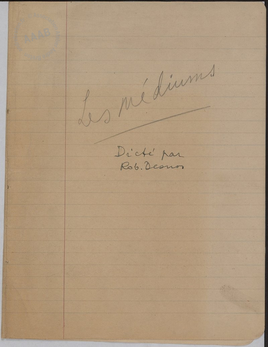 Les médiums
Dicté par
Rob. Desnos